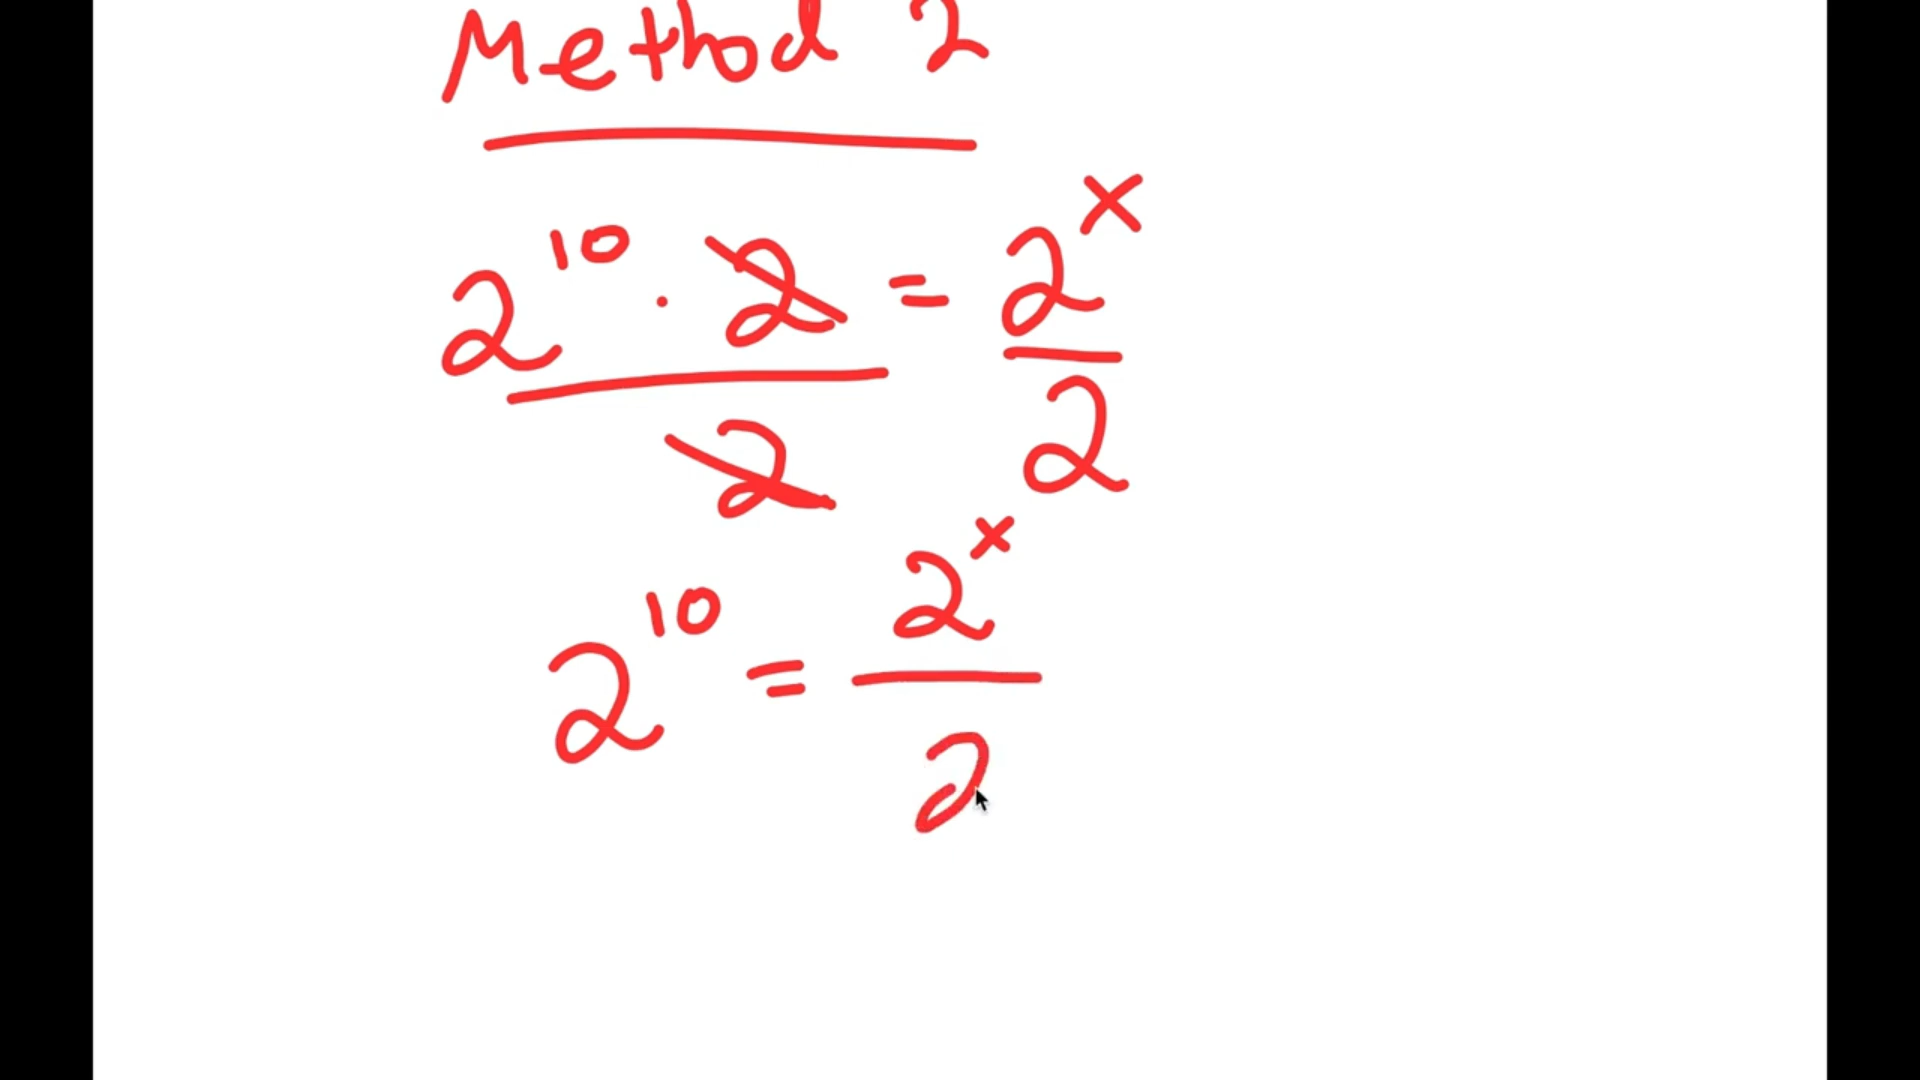 Method 2
2^10 · 2 / 2 = 2^x / 2
2^10 = 2^x / 2